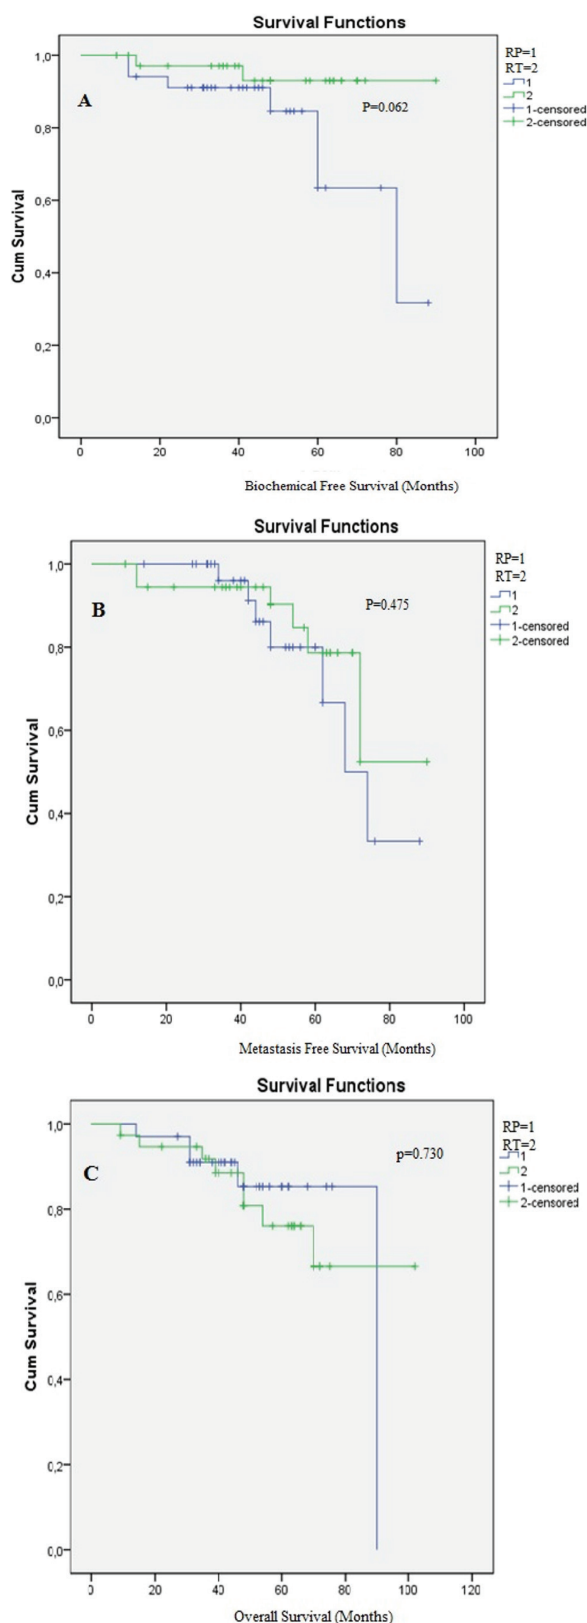 Survival Functions
RP=1
RT=2
1
2
1-censored
2-censored
A
P=0.062
Cum Survival
1,0
0,8
0,6
0,4
0,2
0,0
0 20 40 60 80 100
Biochemical Free Survival (Months)
Survival Functions
RP=1
RT=2
1
2
1-censored
2-censored
B
P=0.475
Cum Survival
1,0
0,8
0,6
0,4
0,2
0,0
0 20 40 60 80 100
Metastasis Free Survival (Months)
Survival Functions
RP=1
RT=2
1
2
1-censored
2-censored
C
p=0.730
Cum Survival
1,0
0,8
0,6
0,4
0,2
0,0
0 20 40 60 80 100 120
Overall Survival (Months)